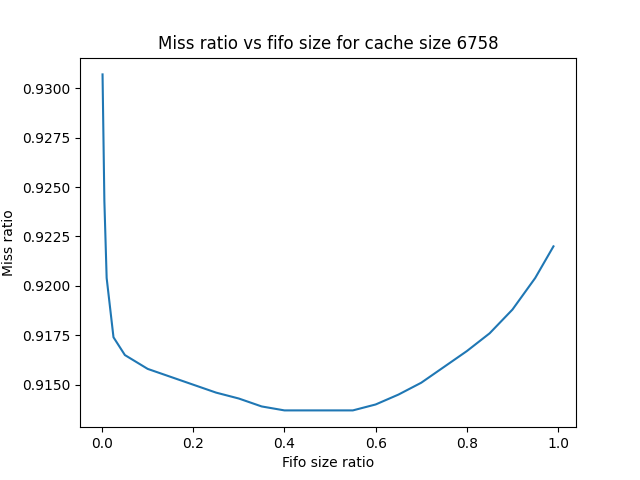 Miss ratio vs fifo size for cache size 6758
0.9300
0.9275
0.9250
0.9225
0.9200
0.9175
0.9150
Miss ratio
0.0 0.2 0.4 0.6 0.8 1.0
Fifo size ratio